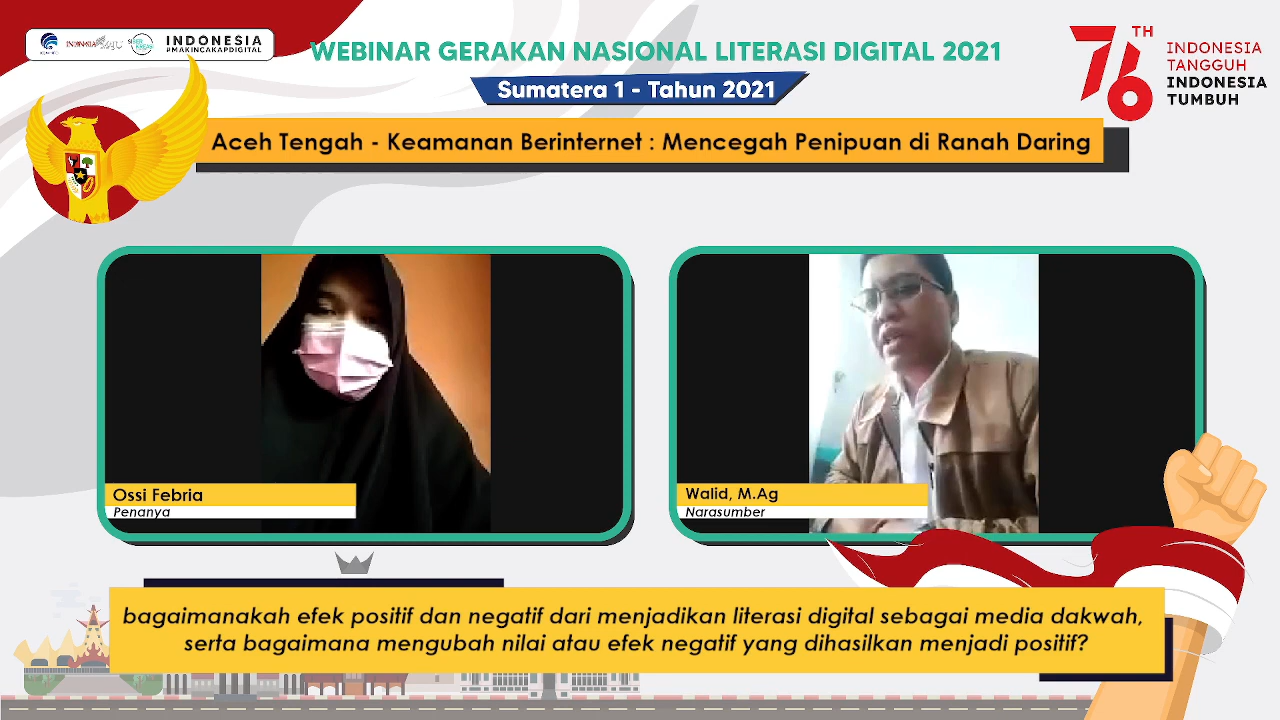 INDONESIA
#MAKINCAKAPDIGITAL
WEBINAR GERAKAN NASIONAL LITERASI DIGITAL 2021
Sumatera 1 - Tahun 2021
76TH
INDONESIA
TANGGUH
INDONESIA
TUMBUH
Aceh Tengah - Keamanan Berinternet : Mencegah Penipuan di Ranah Daring
Ossi Febria
Penanya
Walid, M.Ag
Narasumber
bagaimanakah efek positif dan negatif dari menjadikan literasi digital sebagai media dakwah,
serta bagaimana mengubah nilai atau efek negatif yang dihasilkan menjadi positif?